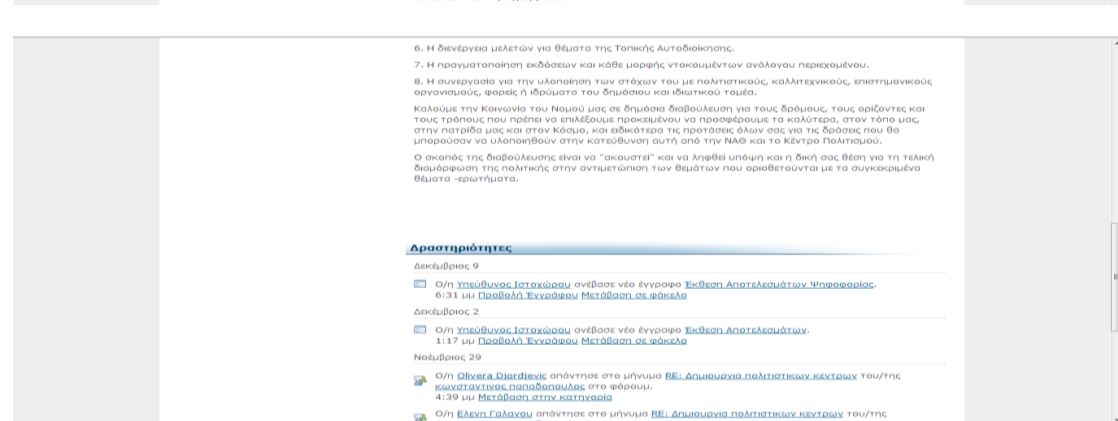 6. Η διενέργεια μελετών για θέματα της Τοπικής Αυτοδιοίκησης.
7. Η πραγματοποίηση εκδόσεων και κάθε μορφής ντοκουμέντων ανάλογου περιεχομένου.
8. Η συνεργασία για την υλοποίηση των στόχων του με πολιτιστικούς, καλλιτεχνικούς, επιστημονικούς
οργανισμούς, φορείς ή ιδρύματα του δημόσιου και ιδιωτικού τομέα.
Καλούμε την Κοινωνία του Νομού μας σε δημόσια διαβούλευση για τους δρόμους, τους ορίζοντες και
τους τρόπους που πρέπει να επιλέξουμε προκειμένου να προσφέρουμε τα καλύτερα, στον τόπο μας,
στην πατρίδα μας και στον Κόσμο, και ειδικότερα τις προτάσεις όλων σας για τις δράσεις που θα
μπορούσαν να υλοποιηθούν στην κατεύθυνση αυτή από την ΝΑΘ και το Κέντρο Πολιτισμού.
Ο σκοπός της διαβούλευσης είναι να "ακουστεί" και να ληφθεί υπόψη και η δική σας θέση για τη τελική
διαμόρφωση της πολιτικής στην αντιμετώπιση των θεμάτων που οριοθετούνται με τα συγκεκριμένα
θέματα -ερωτήματα.
Δραστηριότητες
Δεκέμβριος 9
Ο/η Υπεύθυνος Ιστοχώρου ανέβασε νέο έγγραφο Έκθεση Αποτελεσμάτων Ψηφοφορίας.
6:31 μμ Προβολή Έγγράφου Μετάβαση σε φάκελο
Δεκέμβριος 2
Ο/η Υπεύθυνος Ιστοχώρου ανέβασε νέο έγγραφο Έκθεση Αποτελεσμάτων.
1:17 μμ Προβολή Έγγράφου Μετάβαση σε φάκελο
Νοέμβριος 29
Ο/η Olivera Djordjevic απάντησε στο μήνυμα RE: Δημιουργια πολιτιστικων κεντρων του/της
κωνσταντινος παπαδοπουλος στο φόρουμ.
4:39 μμ Μετάβαση στην κατηγορία
Ο/η Ελενη Γαλανου απάντησε στο μήνυμα RE: Δημιουργια πολιτιστικων κεντρων του/της